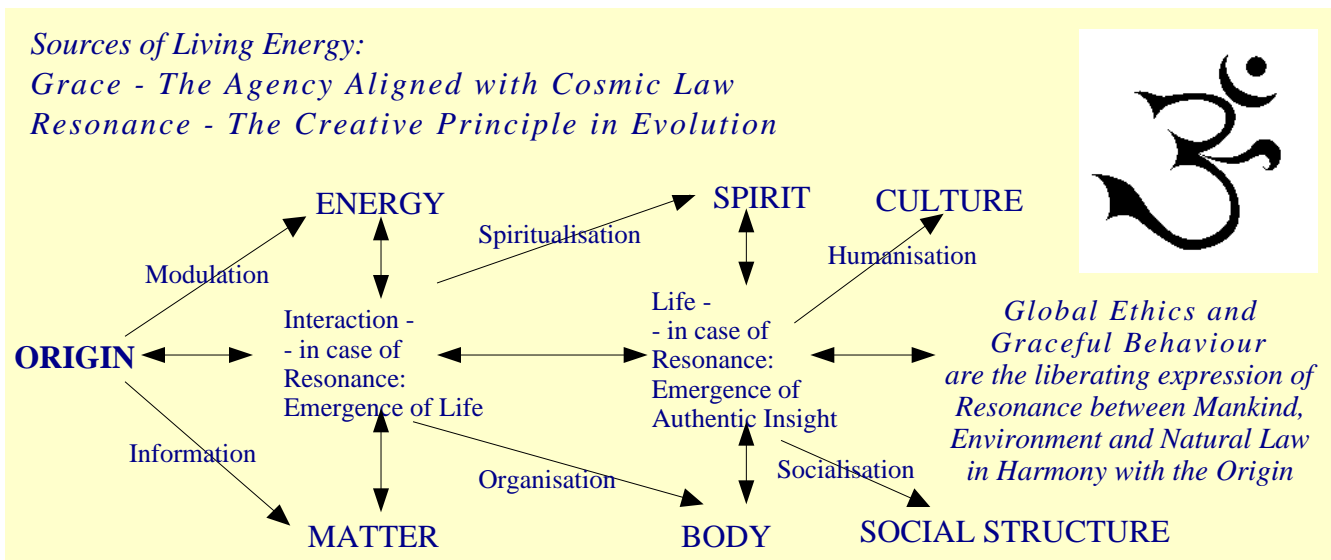 Sources of Living Energy:
Grace - The Agency Aligned with Cosmic Law
Resonance - The Creative Principle in Evolution
ॐ
ENERGY
SPIRIT
CULTURE
Spiritualisation
Humanisation
Modulation
ORIGIN
Interaction -
- in case of
Resonance:
Emergence of Life
Life -
- in case of
Resonance:
Emergence of
Authentic Insight
Global Ethics and
Graceful Behaviour
are the liberating expression of
Resonance between Mankind,
Environment and Natural Law
in Harmony with the Origin
Information
Organisation
Socialisation
MATTER
BODY
SOCIAL STRUCTURE